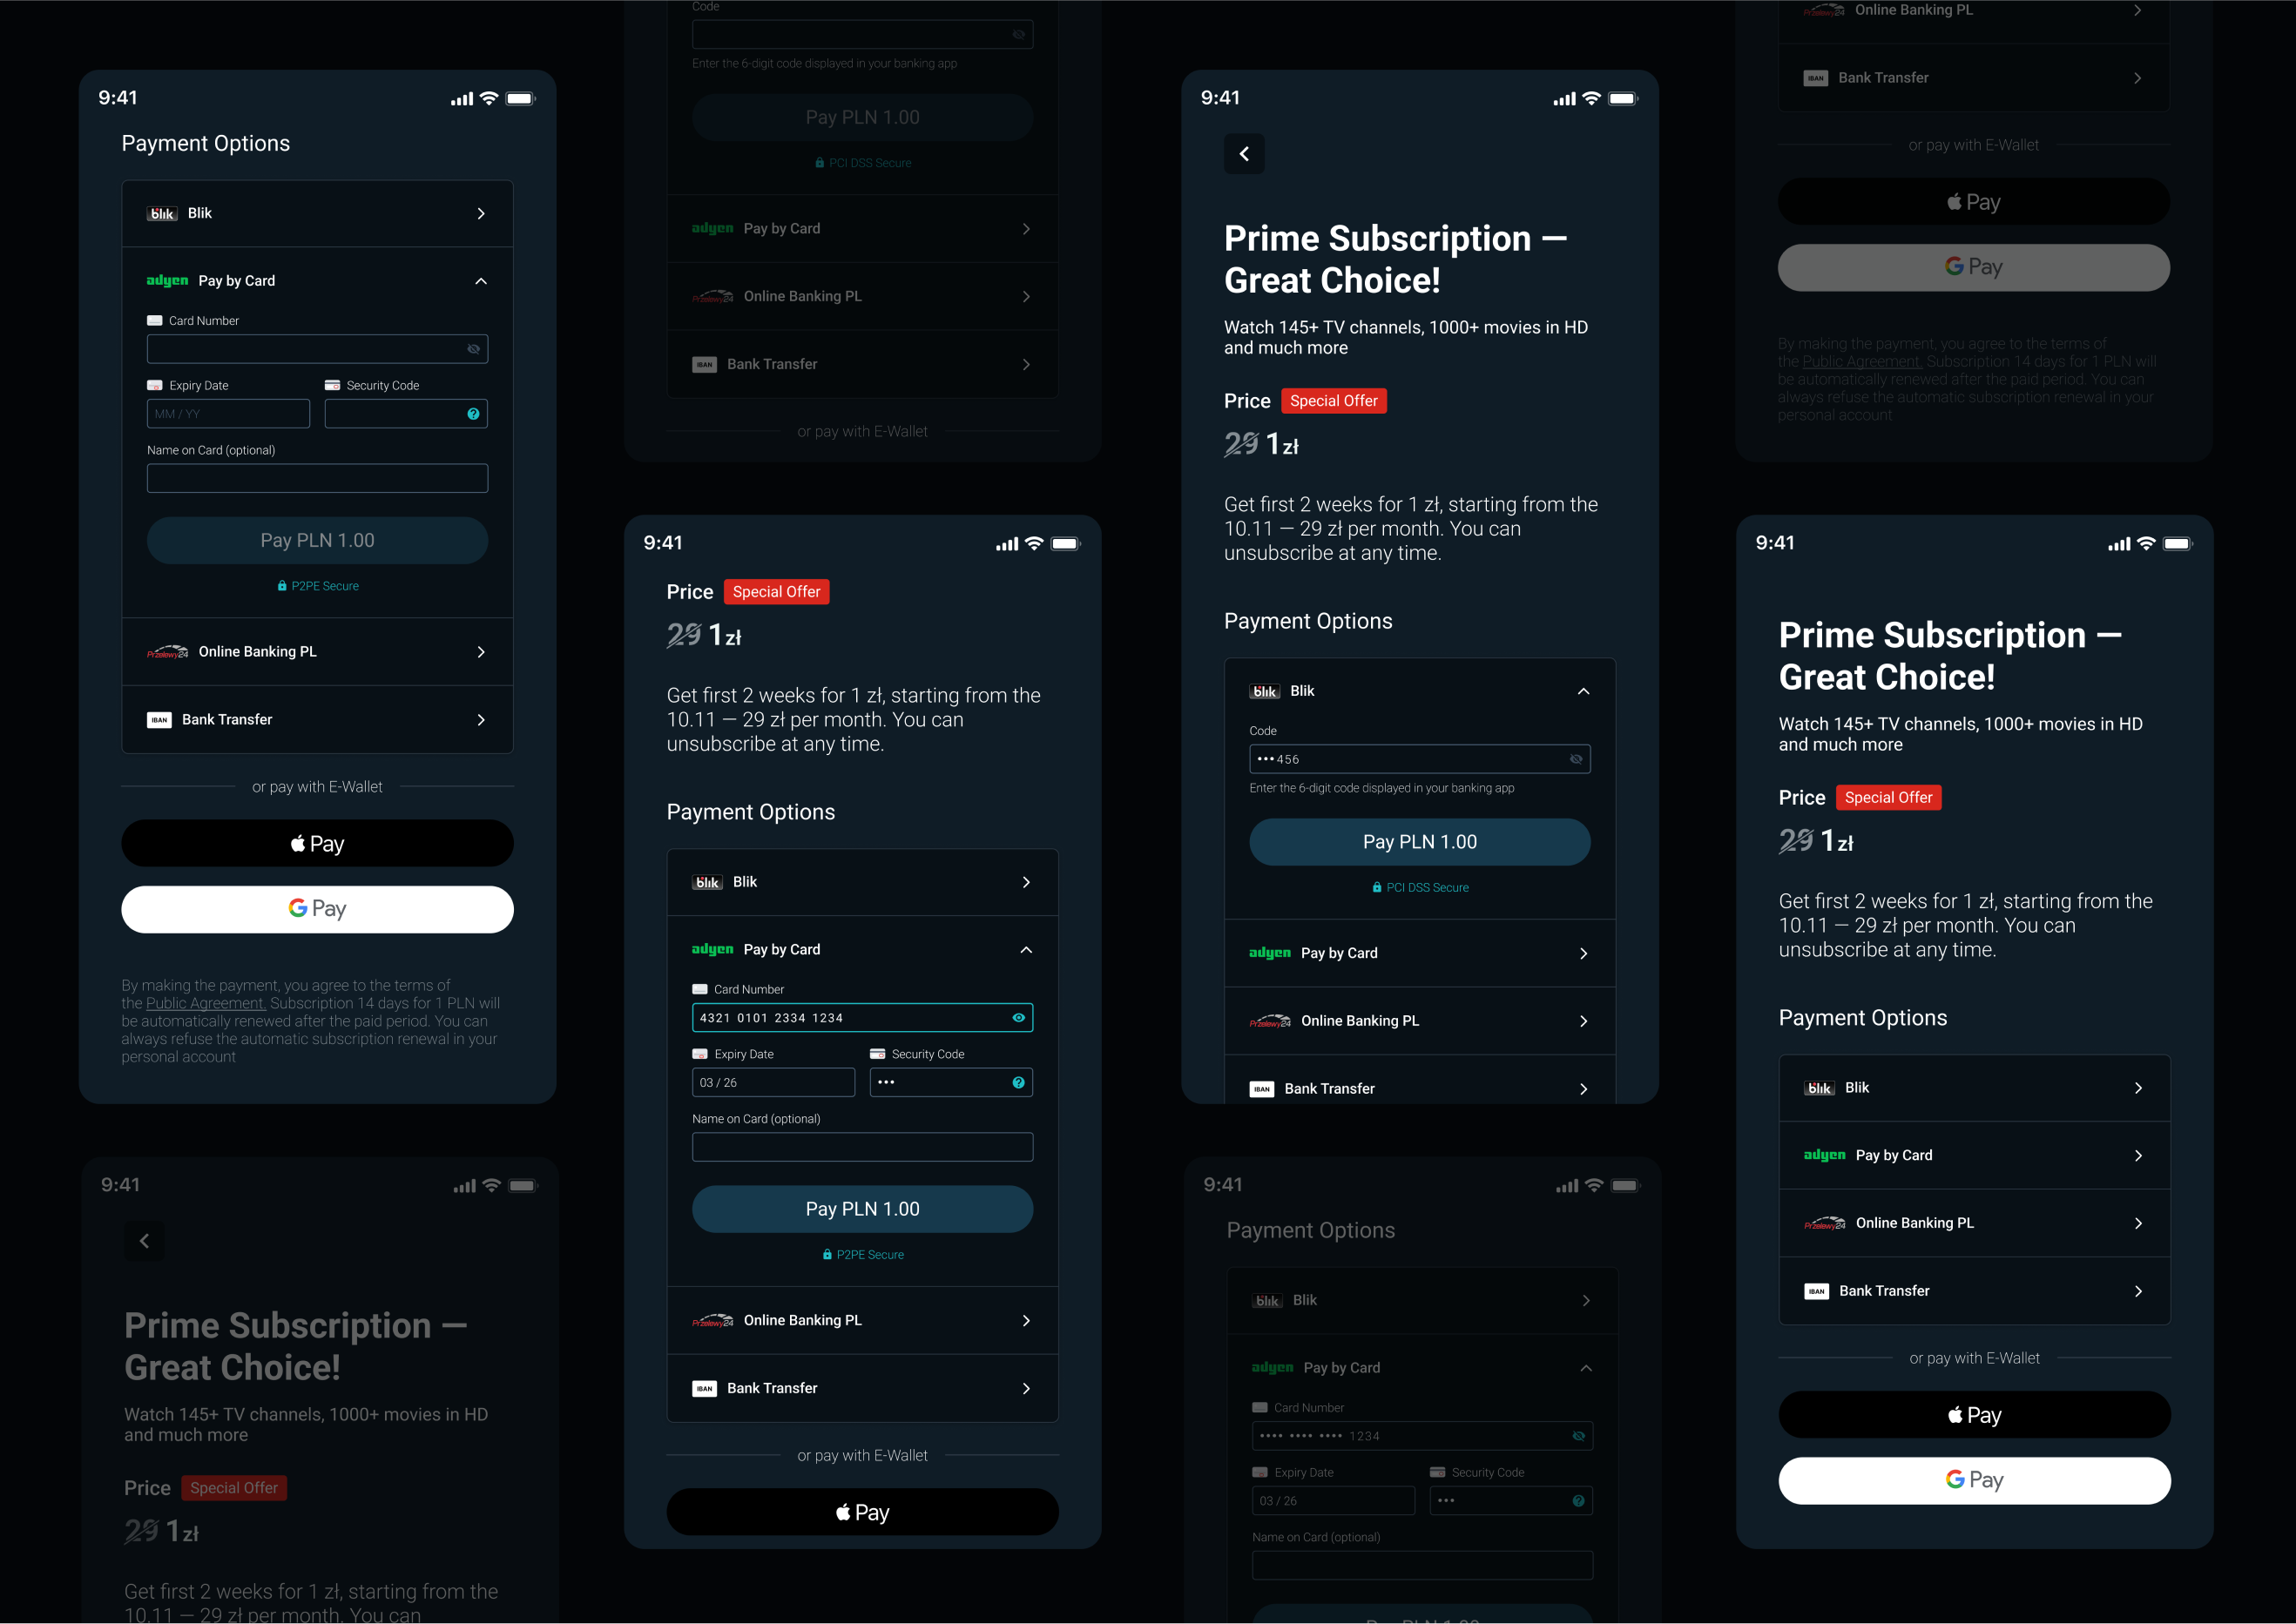 9:41
Payment Options
blik Blik
adyen Pay by Card
Card Number
Expiry Date Security Code
MM / YY
Name on Card (optional)
Pay PLN 1.00
P2PE Secure
Przelewy24 Online Banking PL
IBAN Bank Transfer
or pay with E-Wallet
Pay
G Pay
By making the payment, you agree to the terms of
the Public Agreement. Subscription 14 days for 1 PLN will
be automatically renewed after the paid period. You can
always refuse the automatic subscription renewal in your
personal account
9:41
Prime Subscription —
Great Choice!
Watch 145+ TV channels, 1000+ movies in HD
and much more
Price Special Offer
29 1 zł
Get first 2 weeks for 1 zł, starting from the
10.11 — 29 zł per month. You can
Code
Enter the 6-digit code displayed in your banking app
Pay PLN 1.00
PCI DSS Secure
adyen Pay by Card
Przelewy24 Online Banking PL
IBAN Bank Transfer
or pay with E-Wallet
9:41
Price Special Offer
29 1 zł
Get first 2 weeks for 1 zł, starting from the
10.11 — 29 zł per month. You can
unsubscribe at any time.
Payment Options
blik Blik
adyen Pay by Card
Card Number
4321 0101 2334 1234
Expiry Date Security Code
03 / 26 •••
Name on Card (optional)
Pay PLN 1.00
P2PE Secure
Przelewy24 Online Banking PL
IBAN Bank Transfer
or pay with E-Wallet
Pay
9:41
Prime Subscription —
Great Choice!
Watch 145+ TV channels, 1000+ movies in HD
and much more
Price Special Offer
29 1 zł
Get first 2 weeks for 1 zł, starting from the
10.11 — 29 zł per month. You can
unsubscribe at any time.
Payment Options
blik Blik
Code
•••456
Enter the 6-digit code displayed in your banking app
Pay PLN 1.00
PCI DSS Secure
adyen Pay by Card
Przelewy24 Online Banking PL
IBAN Bank Transfer
9:41
Payment Options
blik Blik
adyen Pay by Card
Card Number
•••• •••• •••• 1234
Expiry Date Security Code
03 / 26 •••
Name on Card (optional)
Pay PLN 1.00
Przelewy24 Online Banking PL
IBAN Bank Transfer
or pay with E-Wallet
Pay
G Pay
By making the payment, you agree to the terms of
the Public Agreement. Subscription 14 days for 1 PLN will
be automatically renewed after the paid period. You can
always refuse the automatic subscription renewal in your
personal account
9:41
Prime Subscription —
Great Choice!
Watch 145+ TV channels, 1000+ movies in HD
and much more
Price Special Offer
29 1 zł
Get first 2 weeks for 1 zł, starting from the
10.11 — 29 zł per month. You can
unsubscribe at any time.
Payment Options
blik Blik
adyen Pay by Card
Przelewy24 Online Banking PL
IBAN Bank Transfer
or pay with E-Wallet
Pay
G Pay